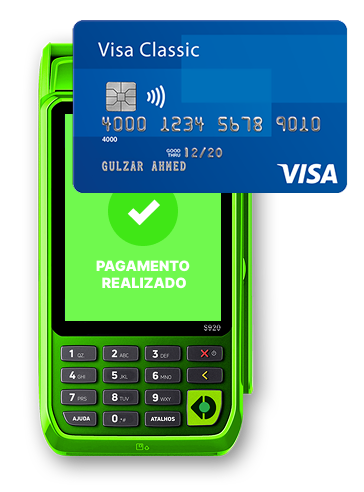 Visa Classic
4000 1234 5678 9010
4000
GOOD
THRU 12/20
GULZAR AHMED
VISA
PAGAMENTO
REALIZADO
S920
1 QZ. 2 ABC 3 DEF
4 GHI 5 JKL 6 MNO
7 PRS 8 TUV 9 WXY
AJUDA 0 *# ATALHOS